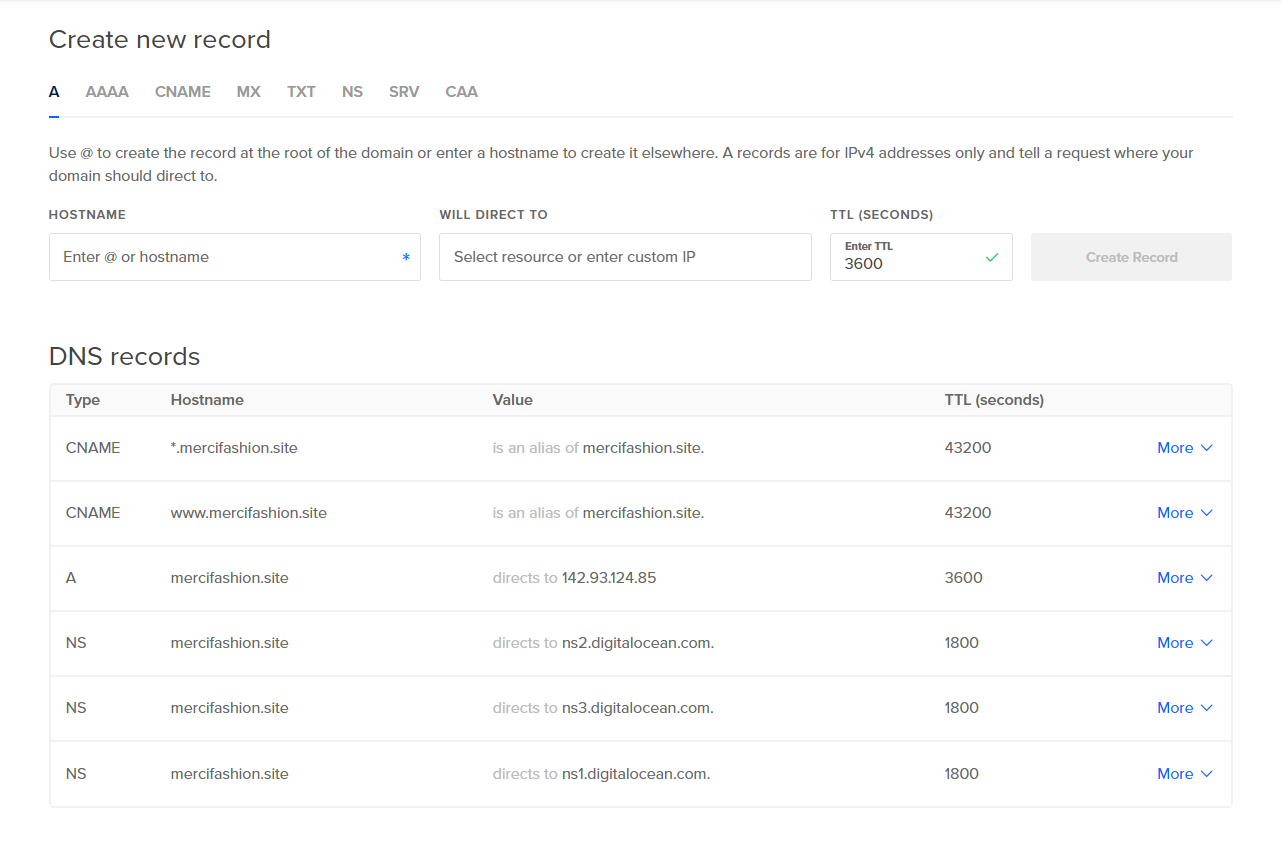 Create new record
A AAAA CNAME MX TXT NS SRV CAA
Use @ to create the record at the root of the domain or enter a hostname to create it elsewhere. A records are for IPv4 addresses only and tell a request where your
domain should direct to.
HOSTNAME WILL DIRECT TO TTL (SECONDS)
Enter @ or hostname * Select resource or enter custom IP Enter TTL
3600 Create Record
DNS records
Type Hostname Value TTL (seconds)
CNAME *.mercifashion.site is an alias of mercifashion.site. 43200 More
CNAME www.mercifashion.site is an alias of mercifashion.site. 43200 More
A mercifashion.site directs to 142.93.124.85 3600 More
NS mercifashion.site directs to ns2.digitalocean.com. 1800 More
NS mercifashion.site directs to ns3.digitalocean.com. 1800 More
NS mercifashion.site directs to ns1.digitalocean.com. 1800 More